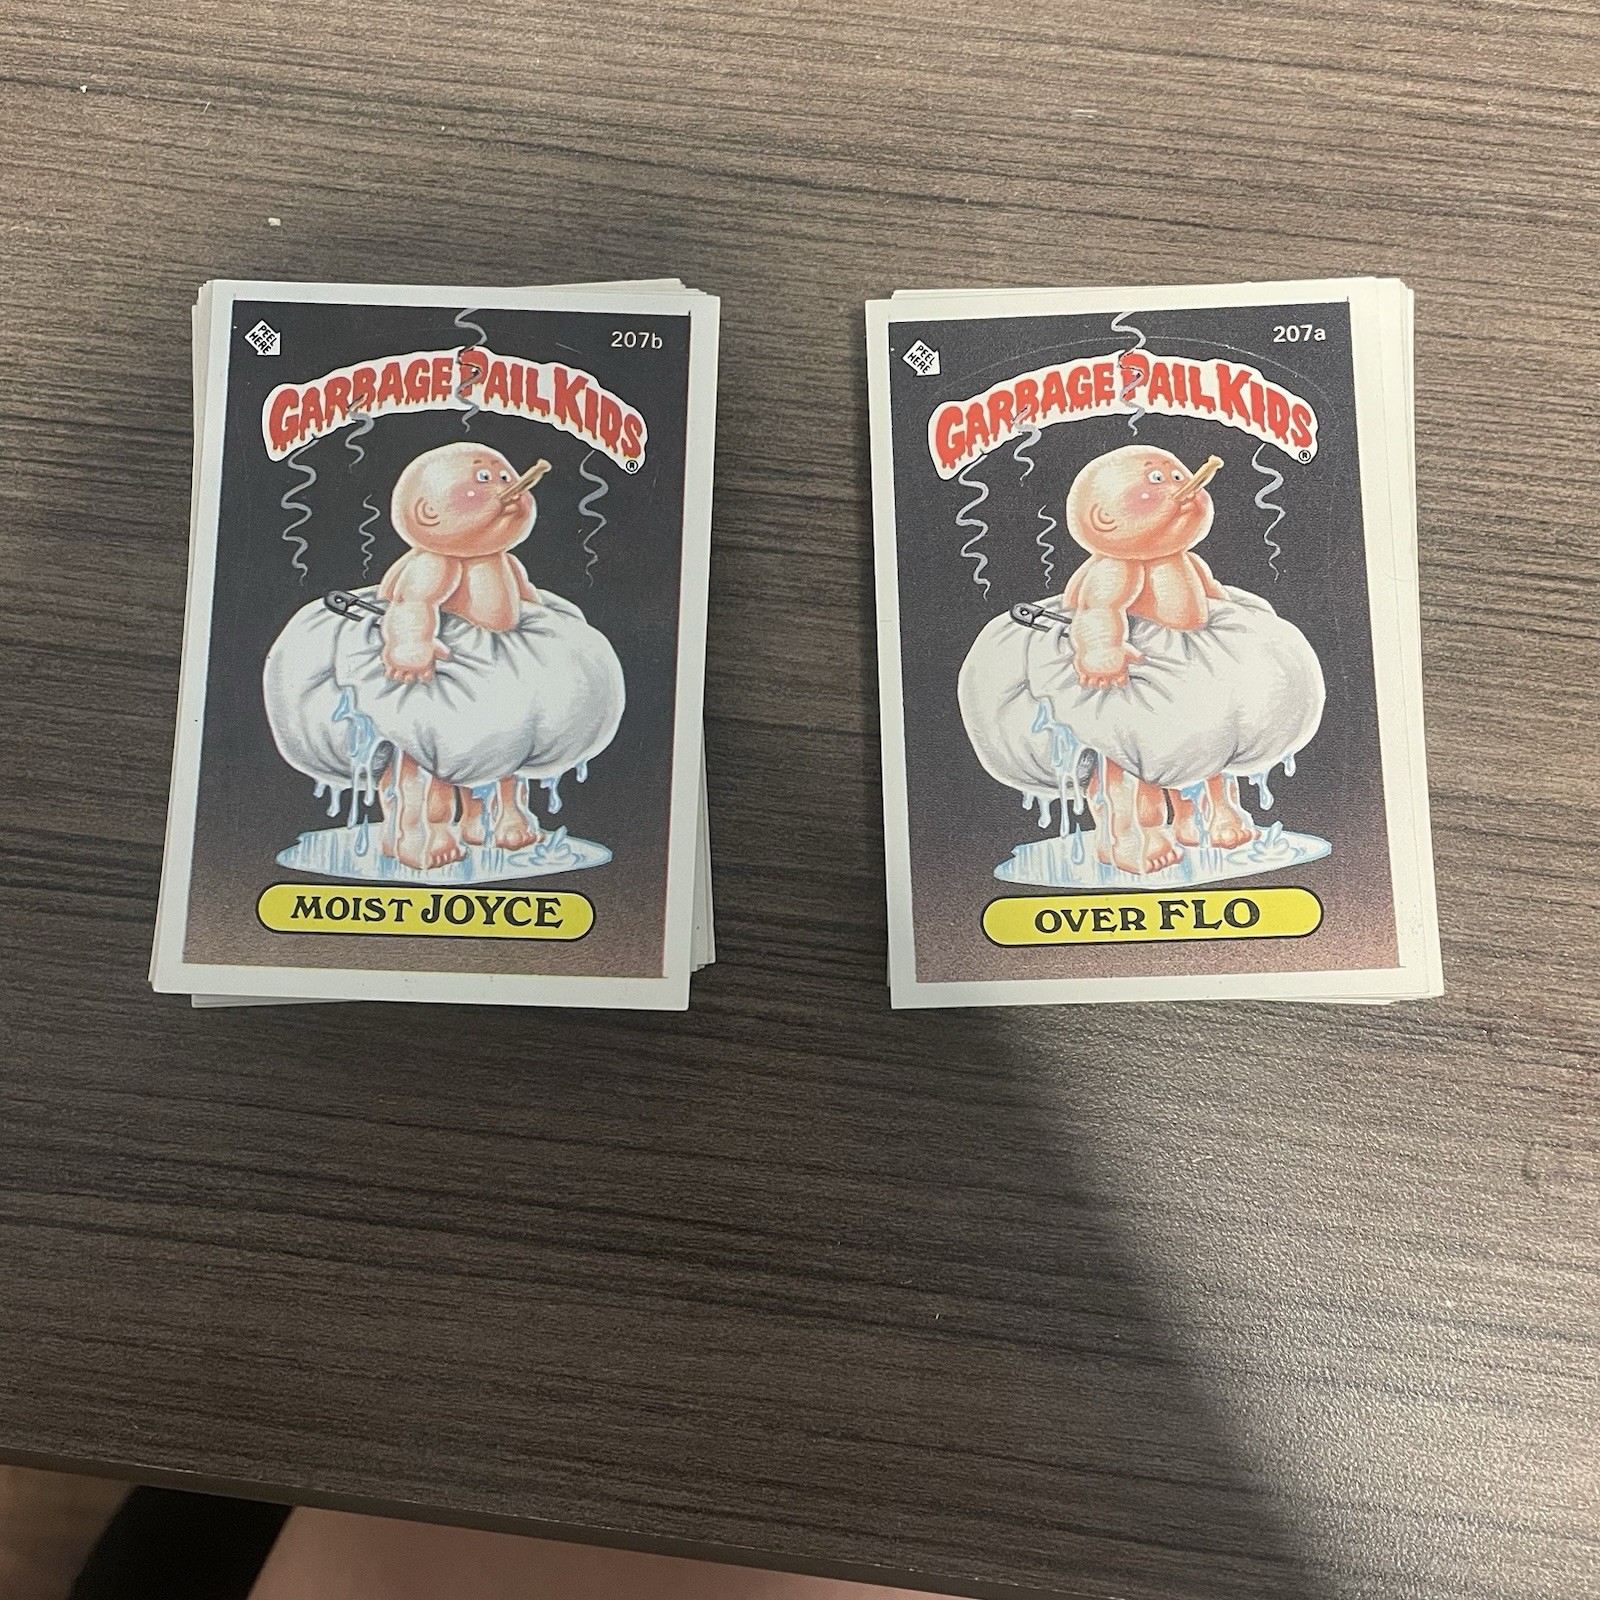 PEEL HERE
207b
GARBAGE PAIL KIDS
®
MOIST JOYCE
PEEL HERE
207a
GARBAGE PAIL KIDS
®
OVER FLO